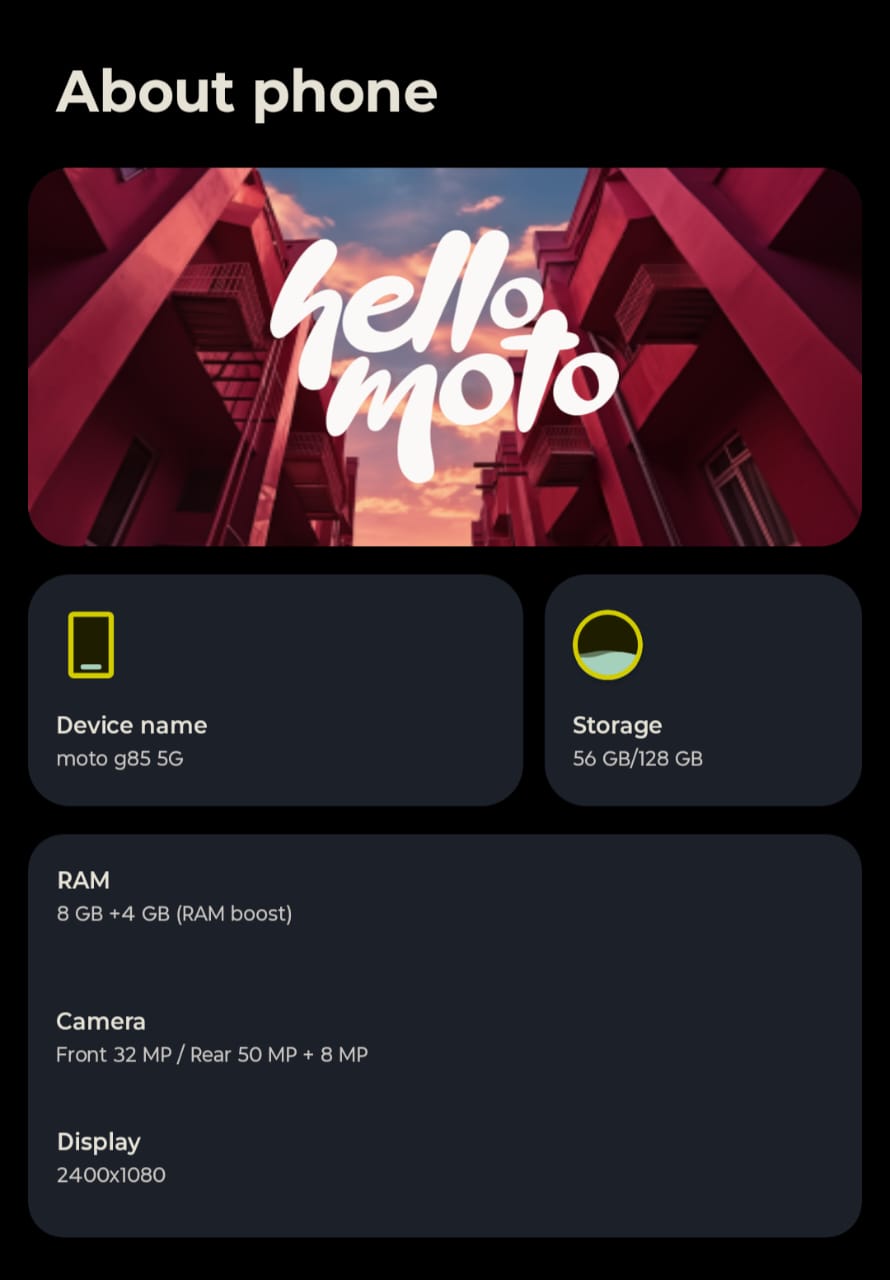 About phone
hello
moto
Device name
moto g85 5G
Storage
56 GB/128 GB
RAM
8 GB +4 GB (RAM boost)
Camera
Front 32 MP / Rear 50 MP + 8 MP
Display
2400x1080